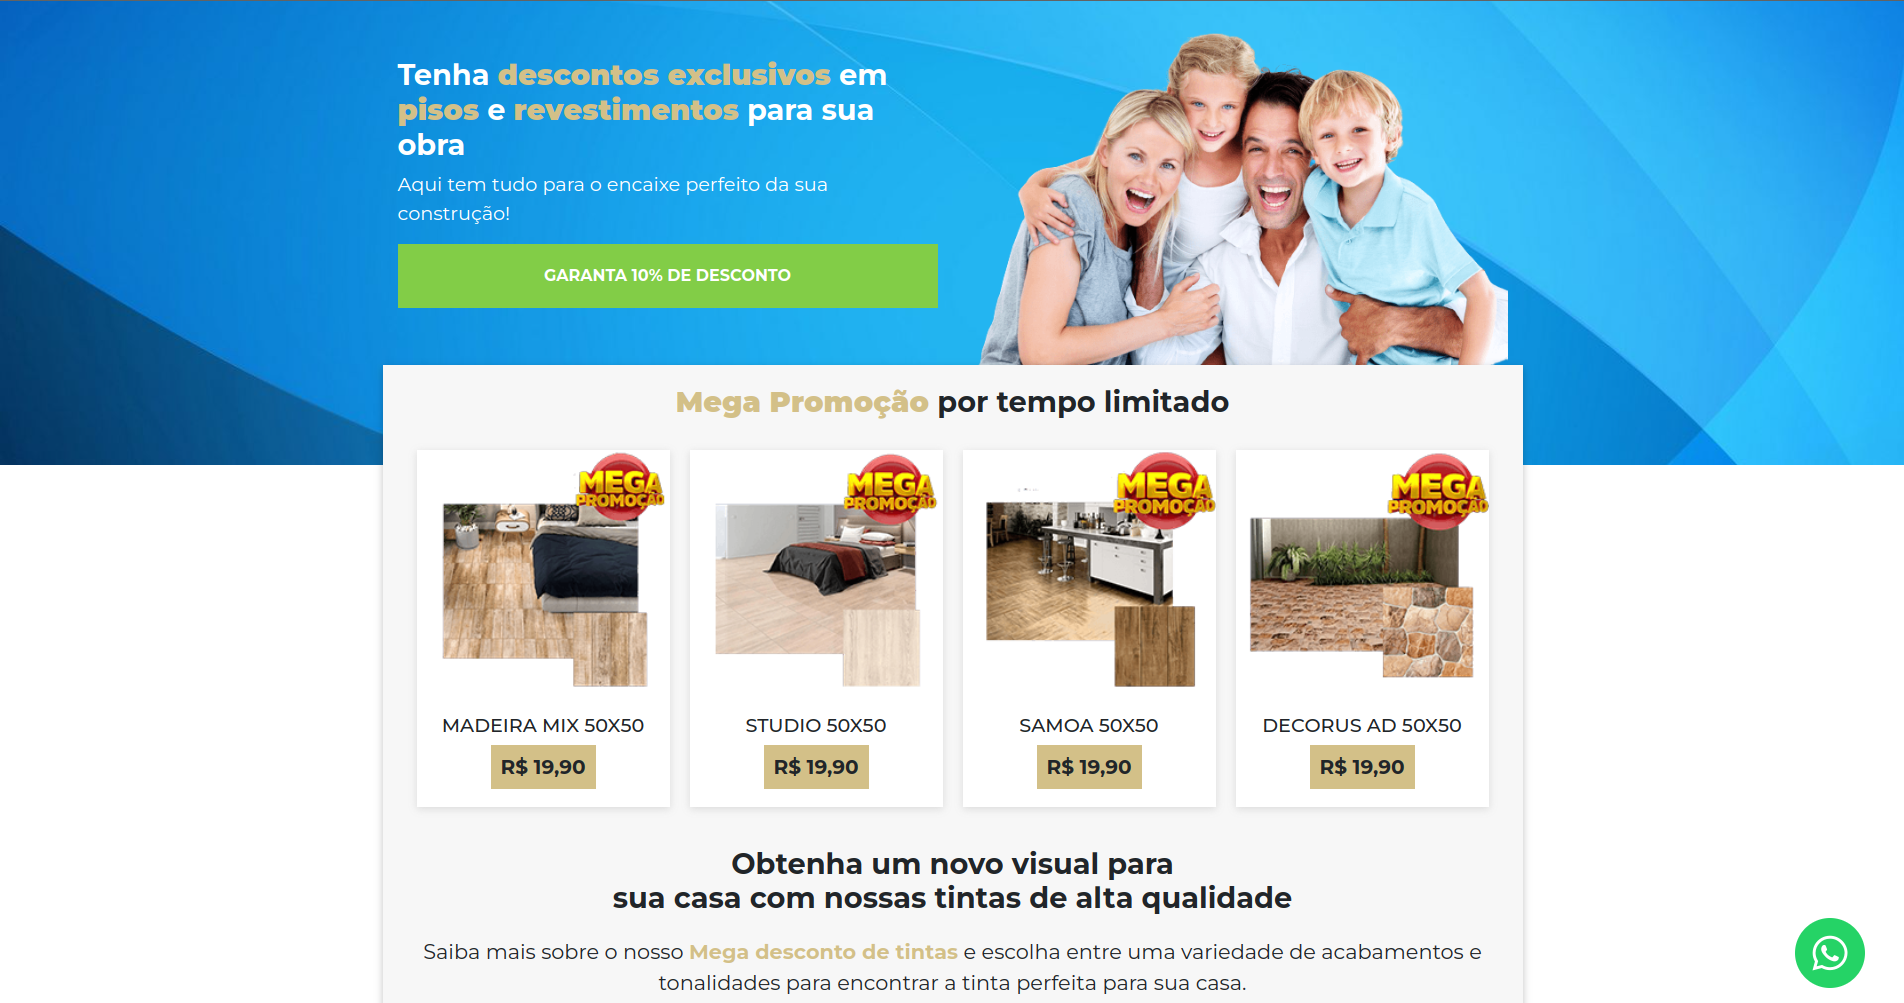 Tenha descontos exclusivos em
pisos e revestimentos para sua
obra
Aqui tem tudo para o encaixe perfeito da sua
construção!
GARANTA 10% DE DESCONTO
Mega Promoção por tempo limitado
MEGA
PROMOÇÃO
MEGA
PROMOÇÃO
MEGA
PROMOÇÃO
MEGA
PROMOÇÃO
MADEIRA MIX 50X50
R$ 19,90
STUDIO 50X50
R$ 19,90
SAMOA 50X50
R$ 19,90
DECORUS AD 50X50
R$ 19,90
Obtenha um novo visual para
sua casa com nossas tintas de alta qualidade
Saiba mais sobre o nosso Mega desconto de tintas e escolha entre uma variedade de acabamentos e
tonalidades para encontrar a tinta perfeita para sua casa.